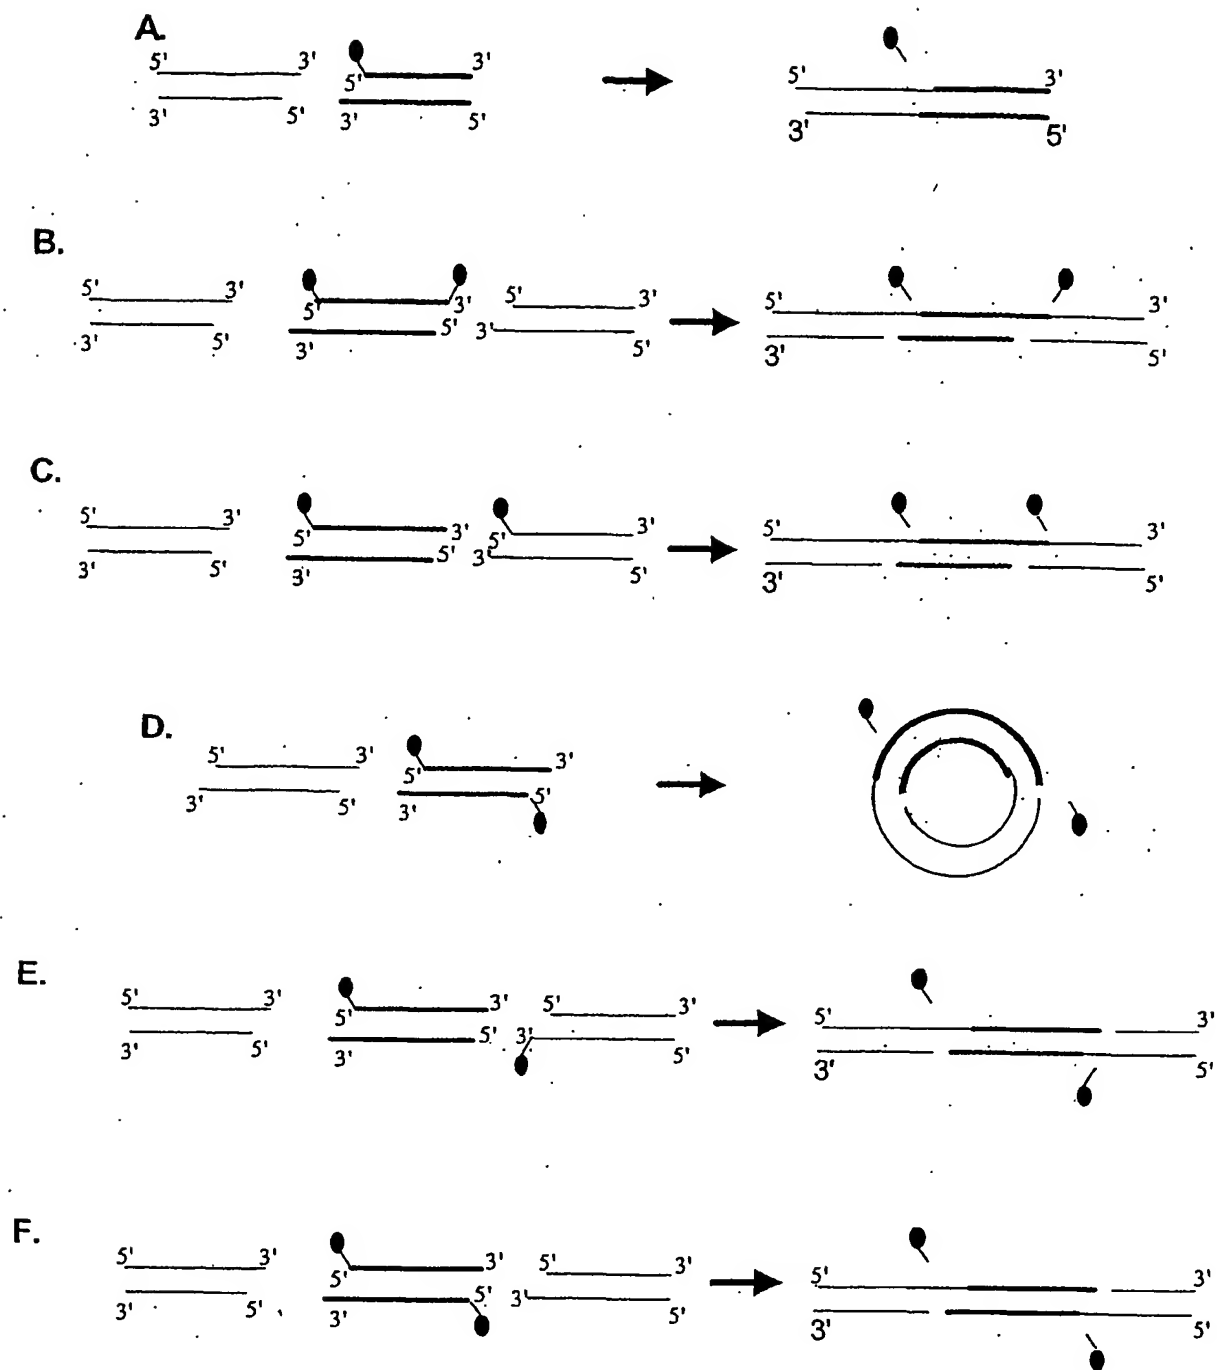 A.
5' 3' 5' 3' 5' 3'
3' 5' 3' 5' 3' 5'
B.
5' 3' 5' 3' 5' 3' 5' 3'
3' 5' 3' 5' 3' 5' 3' 5'
C.
5' 3' 5' 3' 5' 3' 5' 3'
3' 5' 3' 5' 3' 5' 3' 5'
D.
5' 3' 5' 3'
3' 5' 3' 5'
E.
5' 3' 5' 3' 5' 3' 5' 3'
3' 5' 3' 5' 3' 5' 3' 5'
F.
5' 3' 5' 3' 5' 3' 5' 3'
3' 5' 3' 5' 3' 5' 3' 5'